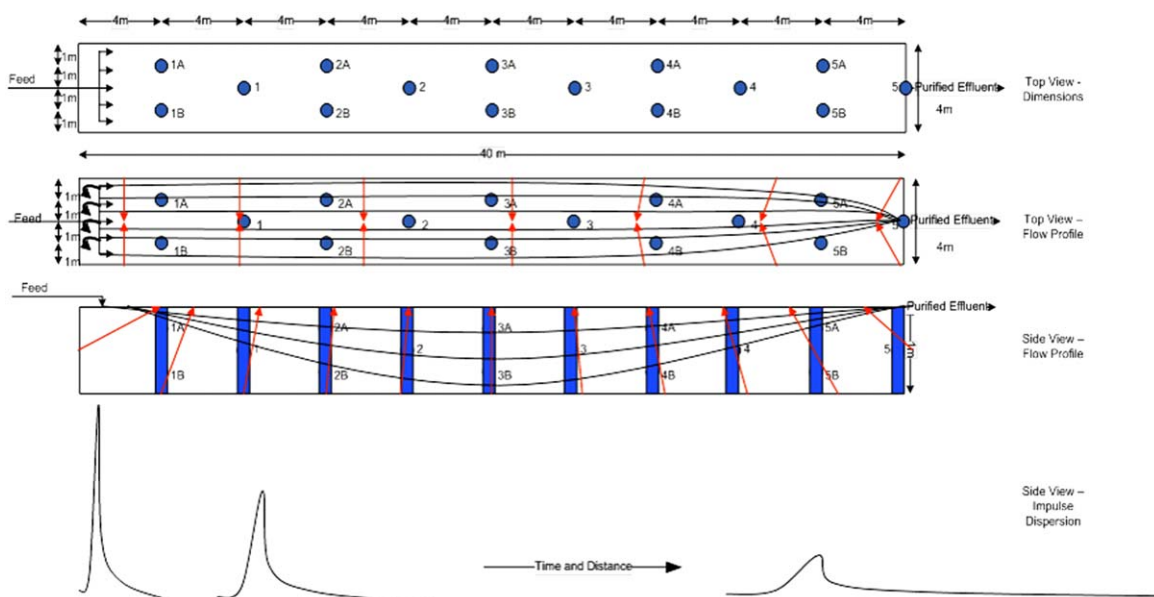 4m 4m 4m 4m 4m 4m 4m 4m 4m 4m
1m
1m
1m
1m
Feed
1A 2A 3A 4A 5A
1 2 3 4 5
1B 2B 3B 4B 5B
Purified Effluent
4m
Top View -
Dimensions
40 m
1m
1m
1m
1m
Feed
1A 2A 3A 4A 5A
1 2 3 4 5
1B 2B 3B 4B 5B
Purified Effluent
4m
Top View –
Flow Profile
Feed
Purified Effluent
1A 2A 3A 4A 5A
1 2 3 4 5
1B 2B 3B 4B 5B
Side View –
Flow Profile
Side View –
Impulse
Dispersion
Time and Distance